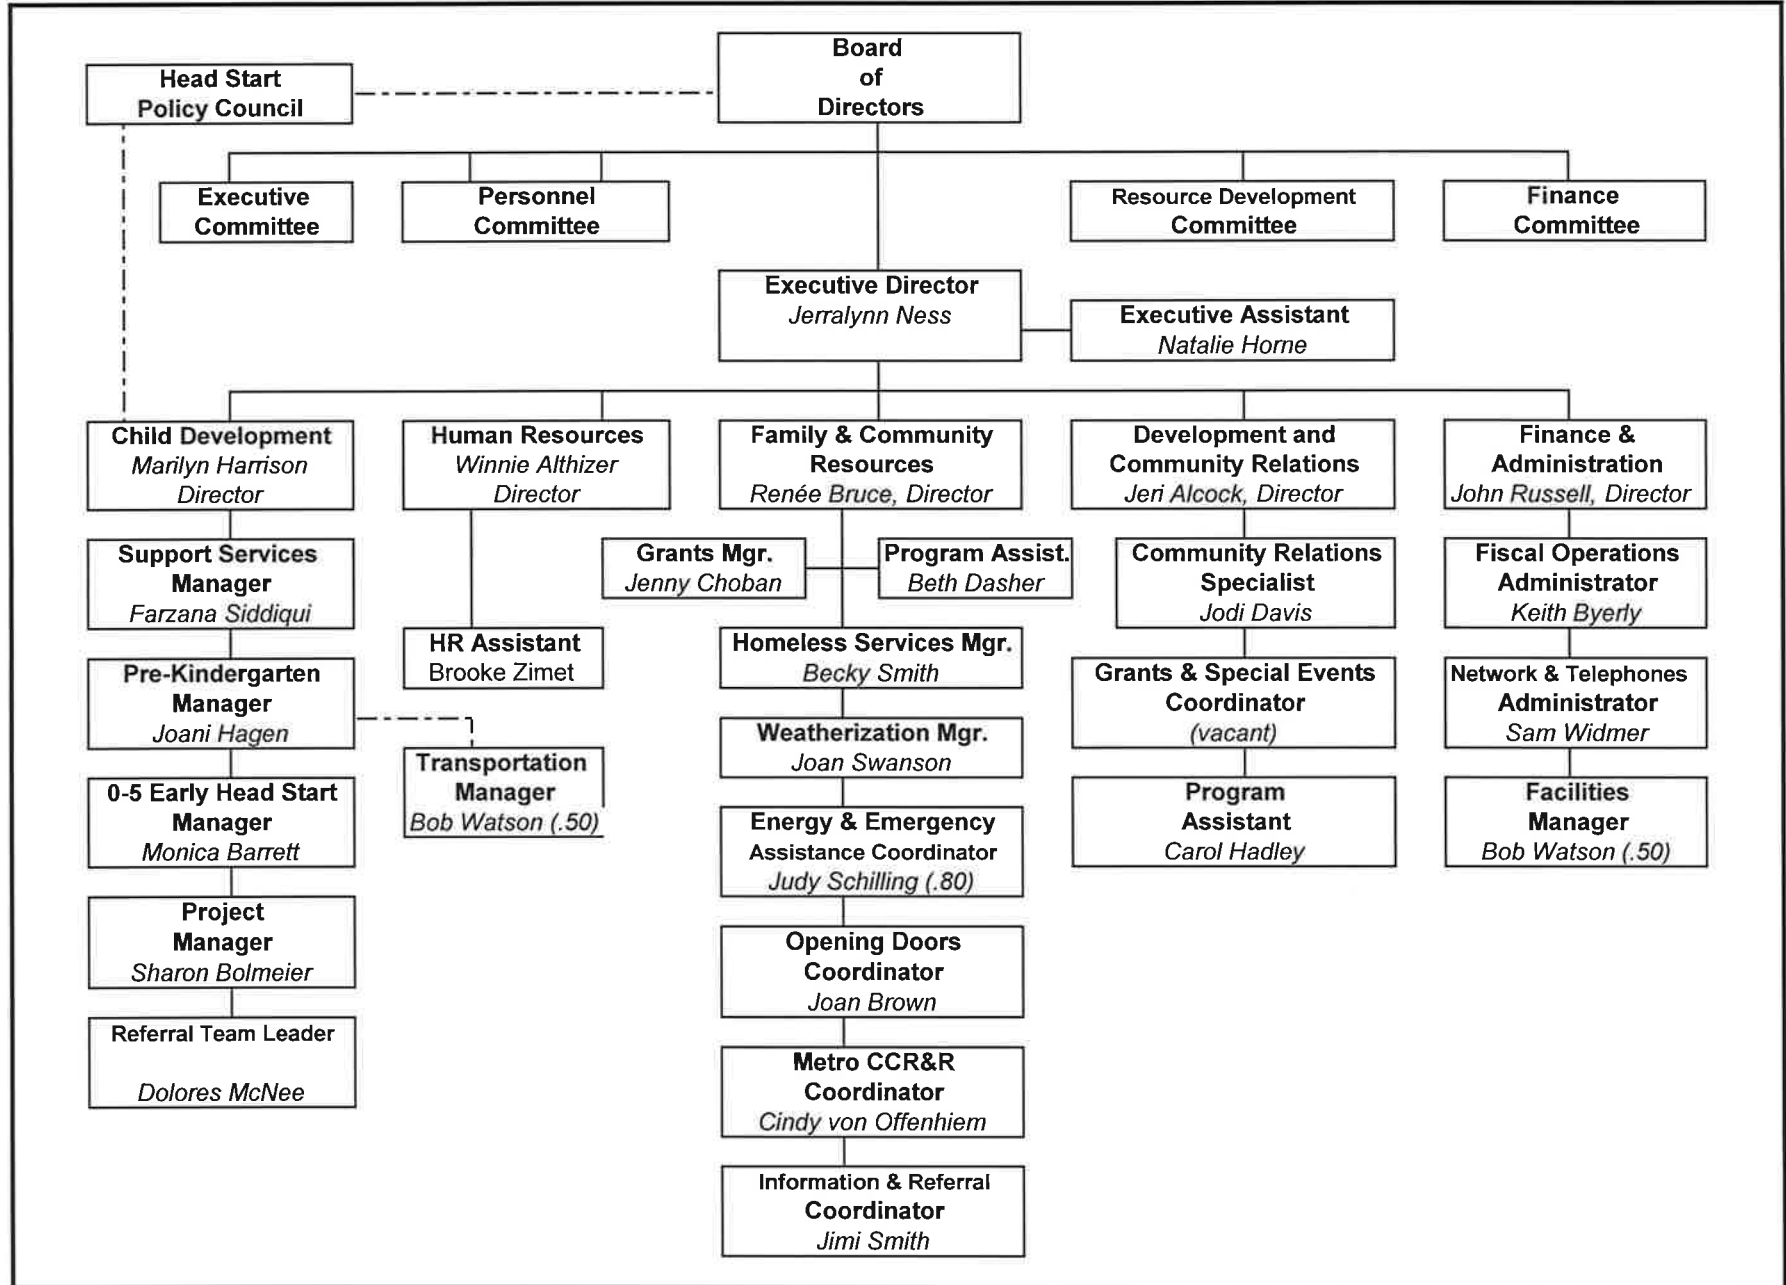 Board
of
Directors
Head Start
Policy Council
Executive
Committee
Personnel
Committee
Resource Development
Committee
Finance
Committee
Executive Director
Jerralynn Ness
Executive Assistant
Natalie Horne
Child Development
Marilyn Harrison
Director
Human Resources
Winnie Althizer
Director
Family & Community
Resources
Renée Bruce, Director
Development and
Community Relations
Jeri Alcock, Director
Finance &
Administration
John Russell, Director
Support Services
Manager
Farzana Siddiqui
Grants Mgr.
Jenny Choban
Program Assist.
Beth Dasher
Community Relations
Specialist
Jodi Davis
Fiscal Operations
Administrator
Keith Byerly
HR Assistant
Brooke Zimet
Homeless Services Mgr.
Becky Smith
Pre-Kindergarten
Manager
Joani Hagen
Grants & Special Events
Coordinator
(vacant)
Network & Telephones
Administrator
Sam Widmer
Weatherization Mgr.
Joan Swanson
Transportation
Manager
Bob Watson (.50)
0-5 Early Head Start
Manager
Monica Barrett
Program
Assistant
Carol Hadley
Facilities
Manager
Bob Watson (.50)
Energy & Emergency
Assistance Coordinator
Judy Schilling (.80)
Project
Manager
Sharon Bolmeier
Opening Doors
Coordinator
Joan Brown
Referral Team Leader
Dolores McNee
Metro CCR&R
Coordinator
Cindy von Offenhiem
Information & Referral
Coordinator
Jimi Smith